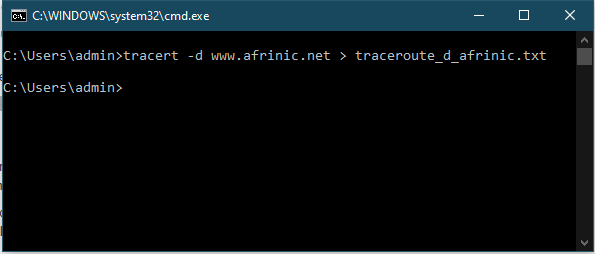 C:\WINDOWS\system32\cmd.exe
C:\Users\admin>tracert -d www.afrinic.net > traceroute_d_afrinic.txt
C:\Users\admin>